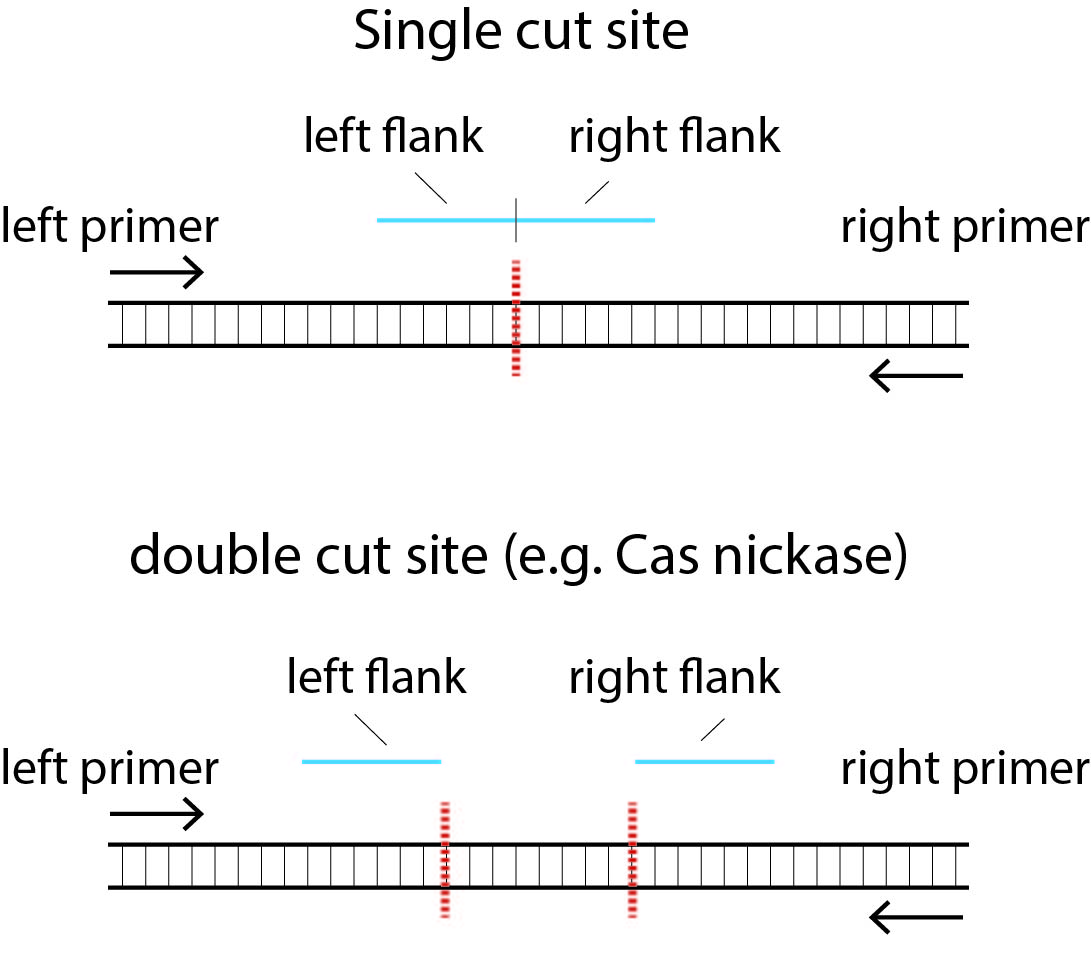 Single cut site
left flank
right flank
left primer
right primer
double cut site (e.g. Cas nickase)
left flank
right flank
left primer
right primer